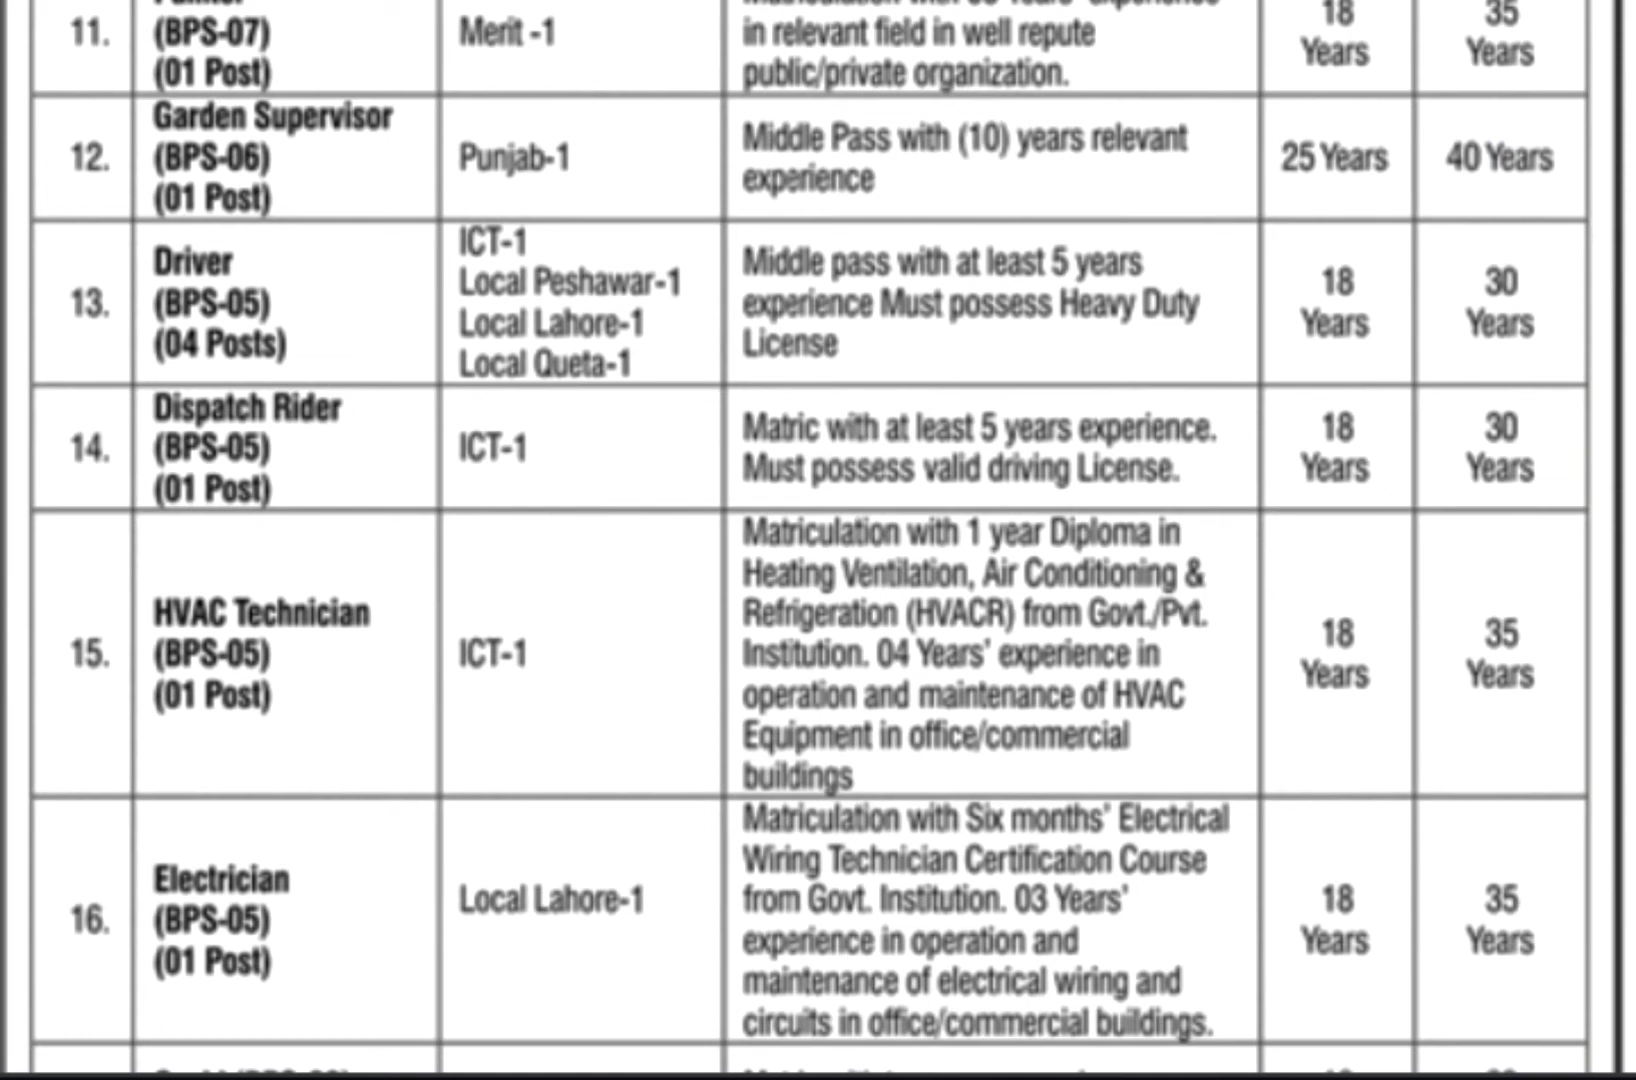 11.
(BPS-07)
(01 Post)
Merit -1
in relevant field in well repute
public/private organization.
18
Years
35
Years
12.
Garden Supervisor
(BPS-06)
(01 Post)
Punjab-1
Middle Pass with (10) years relevant
experience
25 Years
40 Years
13.
Driver
(BPS-05)
(04 Posts)
ICT-1
Local Peshawar-1
Local Lahore-1
Local Queta-1
Middle pass with at least 5 years
experience Must possess Heavy Duty
License
18
Years
30
Years
14.
Dispatch Rider
(BPS-05)
(01 Post)
ICT-1
Matric with at least 5 years experience.
Must possess valid driving License.
18
Years
30
Years
15.
HVAC Technician
(BPS-05)
(01 Post)
ICT-1
Matriculation with 1 year Diploma in
Heating Ventilation, Air Conditioning &
Refrigeration (HVACR) from Govt./Pvt.
Institution. 04 Years' experience in
operation and maintenance of HVAC
Equipment in office/commercial
buildings
18
Years
35
Years
16.
Electrician
(BPS-05)
(01 Post)
Local Lahore-1
Matriculation with Six months' Electrical
Wiring Technician Certification Course
from Govt. Institution. 03 Years'
experience in operation and
maintenance of electrical wiring and
circuits in office/commercial buildings.
18
Years
35
Years